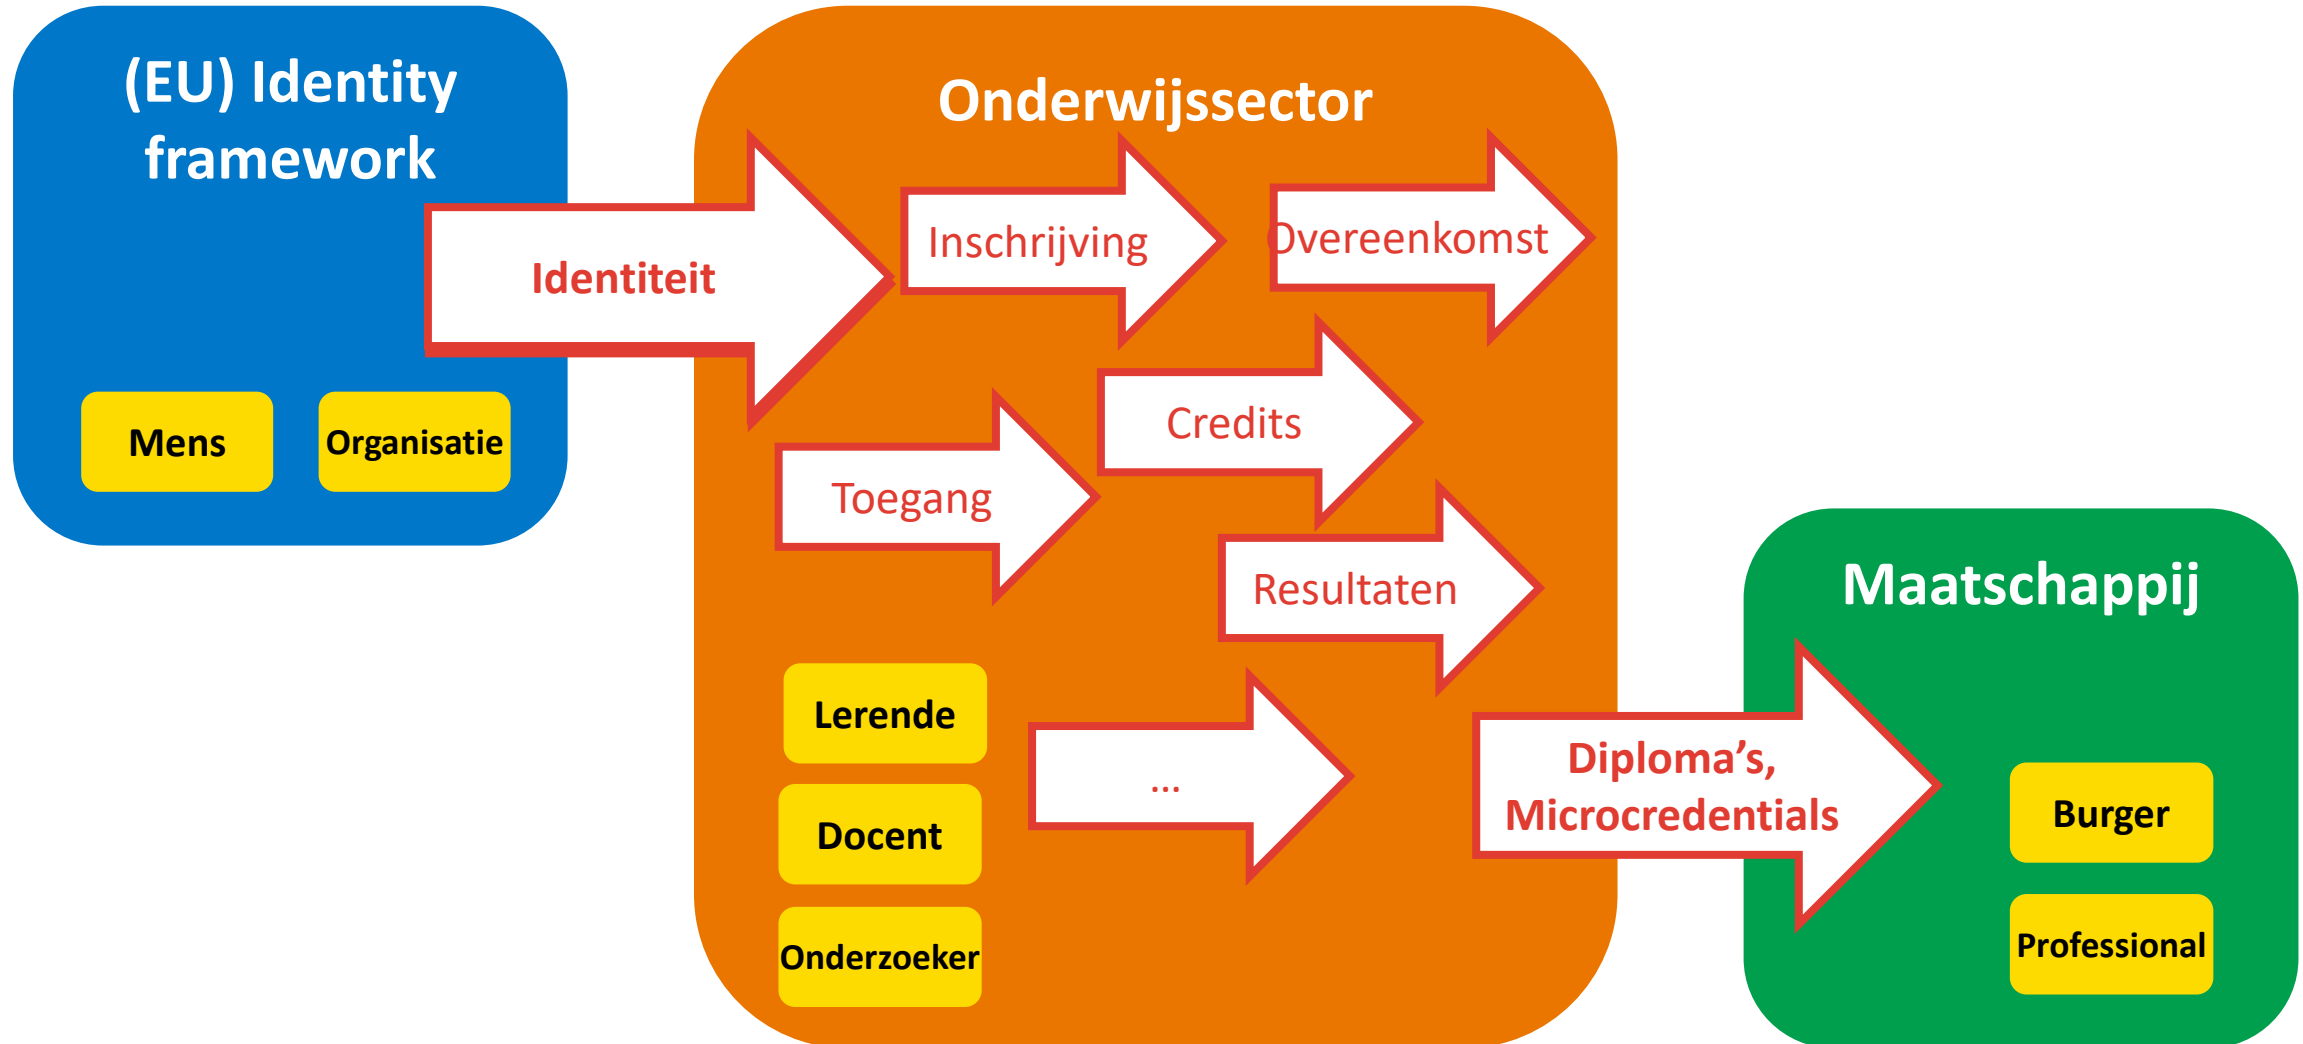 (EU) Identity
framework
Identiteit
Mens
Organisatie
Onderwijssector
Inschrijving
Overeenkomst
Credits
Toegang
Resultaten
Lerende
Docent
Onderzoeker
...
Diploma’s,
Microcredentials
Maatschappij
Burger
Professional